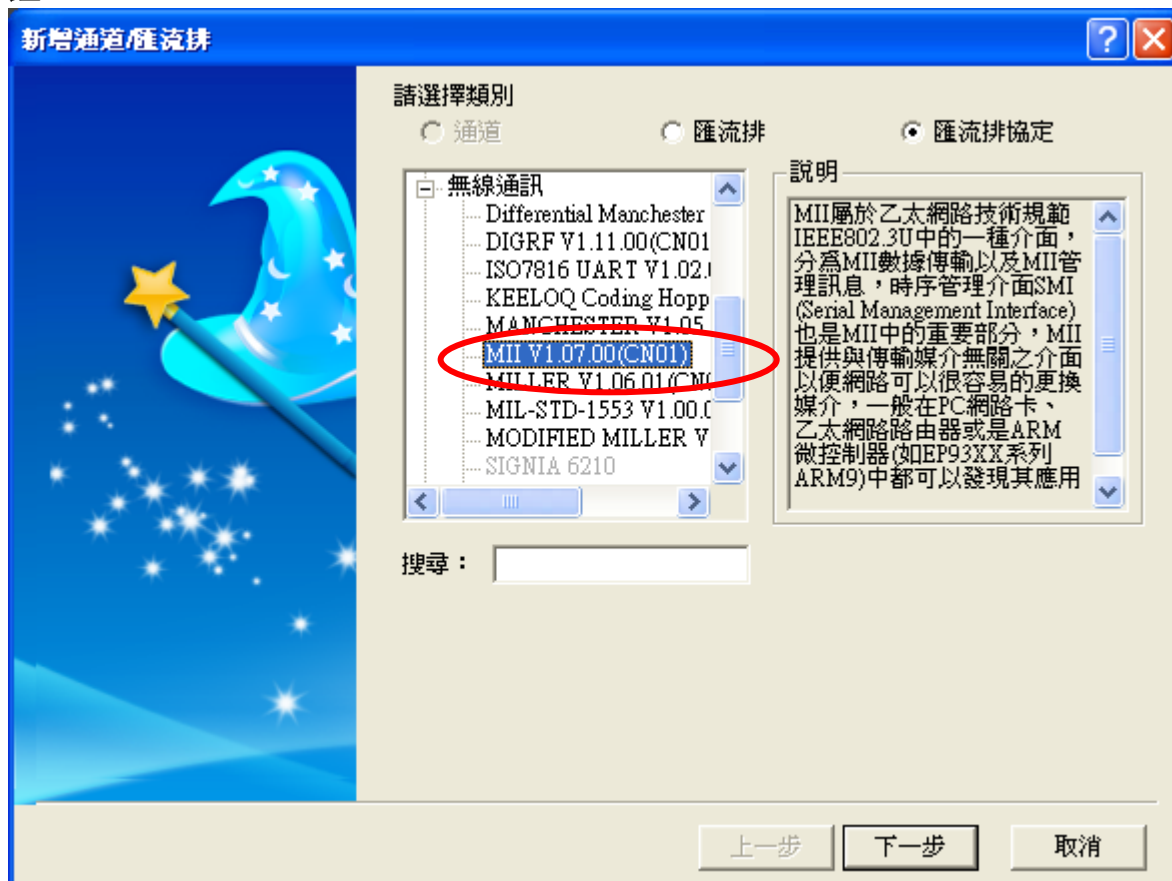 新增通道/匯流排
請選擇類別
通道
匯流排
匯流排協定
無線通訊
Differential Manchester
DIGRF V1.11.00(CN01
ISO7816 UART V1.02.
KEELOQ Coding Hopp
MANCHESTER V1.05
MII V1.07.00(CN01)
MILLER V1.06.01(CN
MIL-STD-1553 V1.00.0
MODIFIED MILLER V
SIGNIA 6210
說明
MII屬於乙太網路技術規範
IEEE802.3U中的一種介面,
分為MII數據傳輸以及MII管
理訊息,時序管理介面SMI
(Serial Management Interface)
也是MII中的重要部分,MII
提供與傳輸媒介無關之介面
以便網路可以很容易的更換
媒介,一般在PC網路卡、
乙太網路路由器或是ARM
微控制器(如EP93XX系列
ARM9)中都可以發現其應用
搜尋:
上一步
下一步
取消